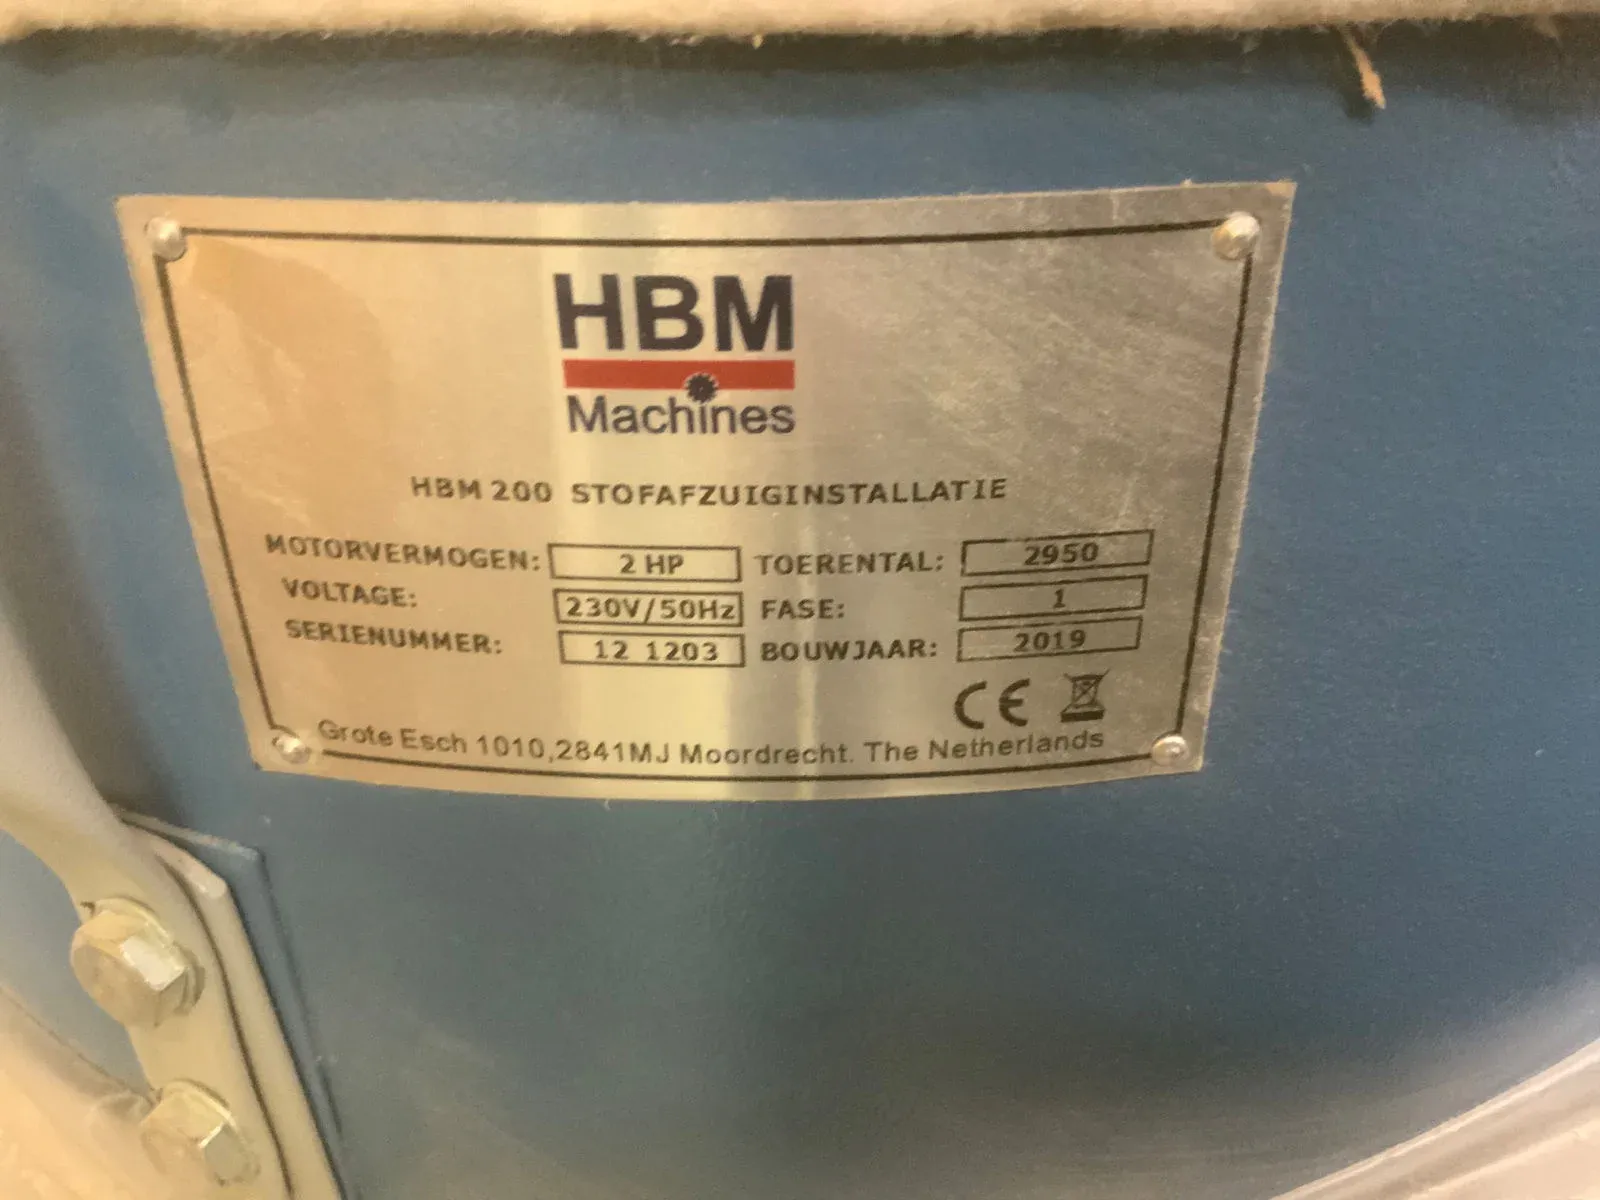 HBM
Machines
HBM 200 STOFAFZUIGINSTALLATIE
MOTORVERMOGEN: 2 HP TOERENTAL: 2950
VOLTAGE: 230V/50Hz FASE: 1
SERIENUMMER: 12 1203 BOUWJAAR: 2019
CE
Grote Esch 1010,2841MJ Moordrecht. The Netherlands